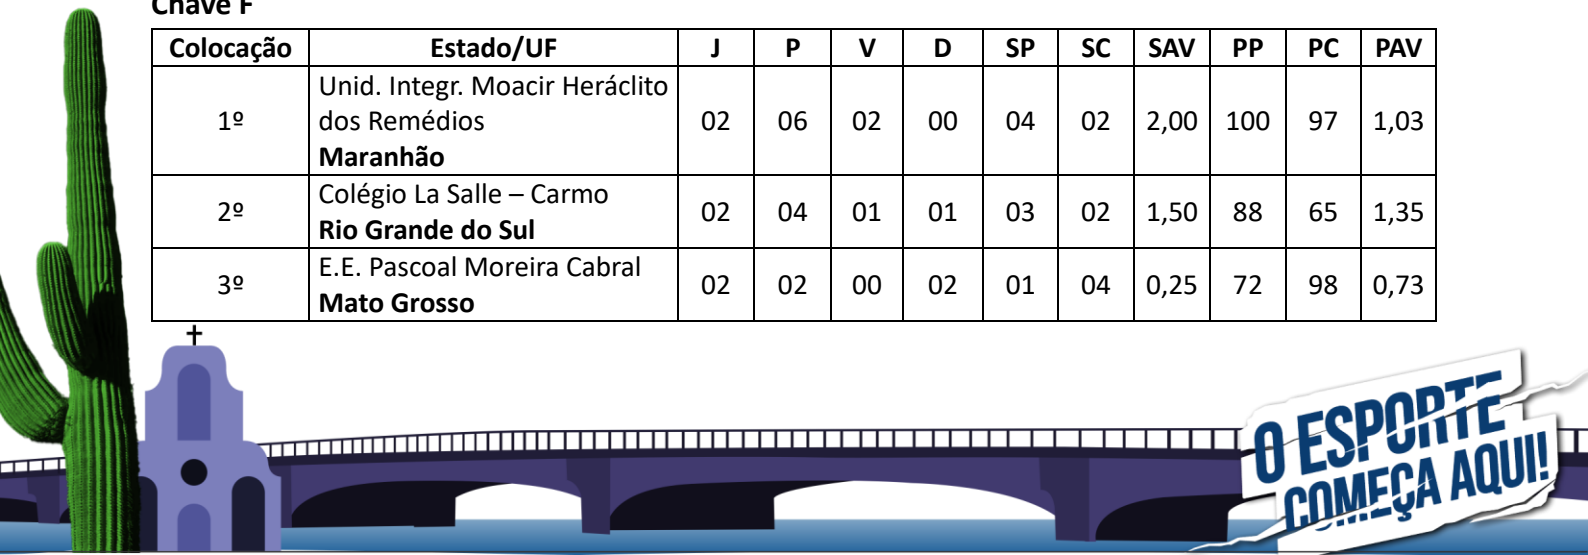 Chave F
Colocação Estado/UF J P V D SP SC SAV PP PC PAV
1º Unid. Integr. Moacir Heráclito dos Remédios Maranhão 02 06 02 00 04 02 2,00 100 97 1,03
2º Colégio La Salle – Carmo Rio Grande do Sul 02 04 01 01 03 02 1,50 88 65 1,35
3º E.E. Pascoal Moreira Cabral Mato Grosso 02 02 00 02 01 04 0,25 72 98 0,73
O ESPORTE
COMEÇA AQUI!